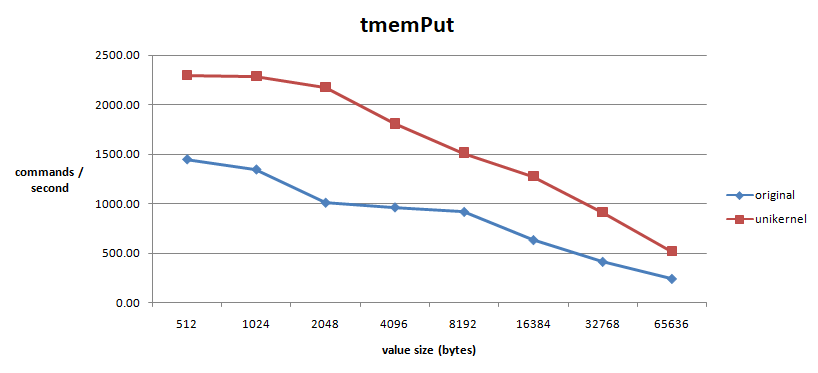 tmemPut
2500.00
2000.00
1500.00
1000.00
500.00
0.00
commands /
second
512 1024 2048 4096 8192 16384 32768 65636
value size (bytes)
original
unikernel